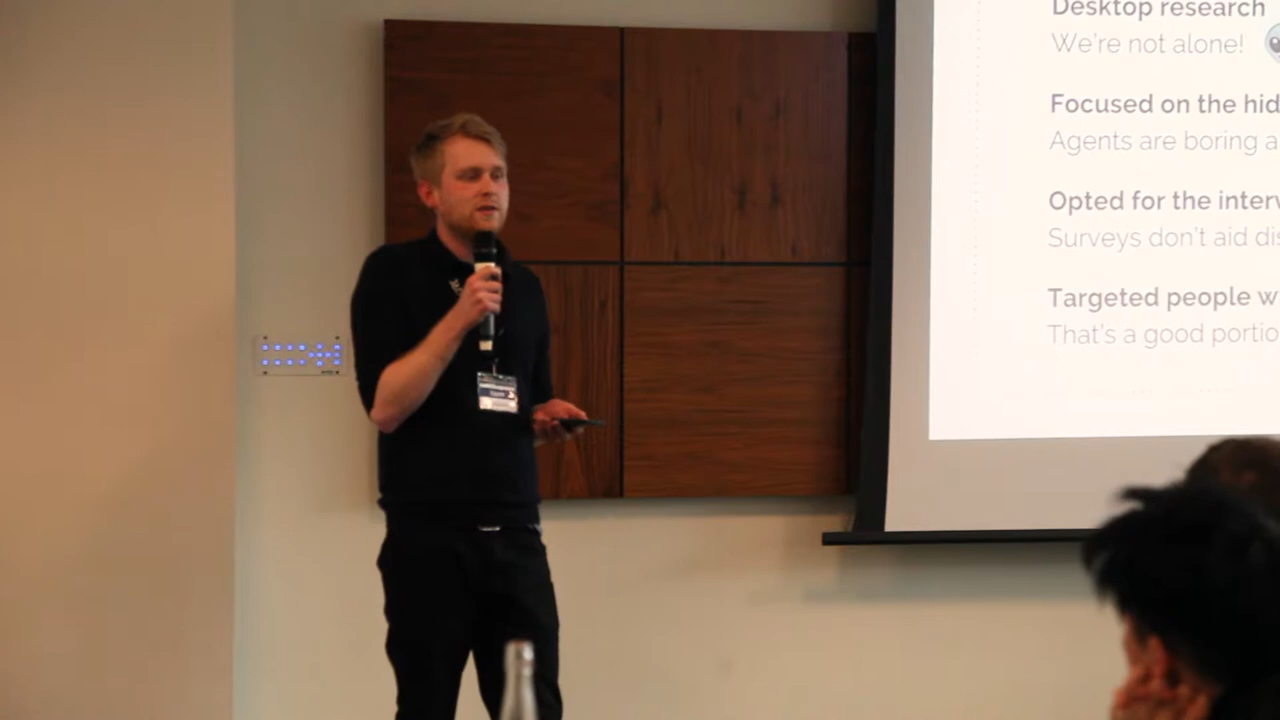 Desktop research
We're not alone!
Focused on the hid
Agents are boring a
Opted for the interv
Surveys don't aid dis
Targeted people w
That's a good portio